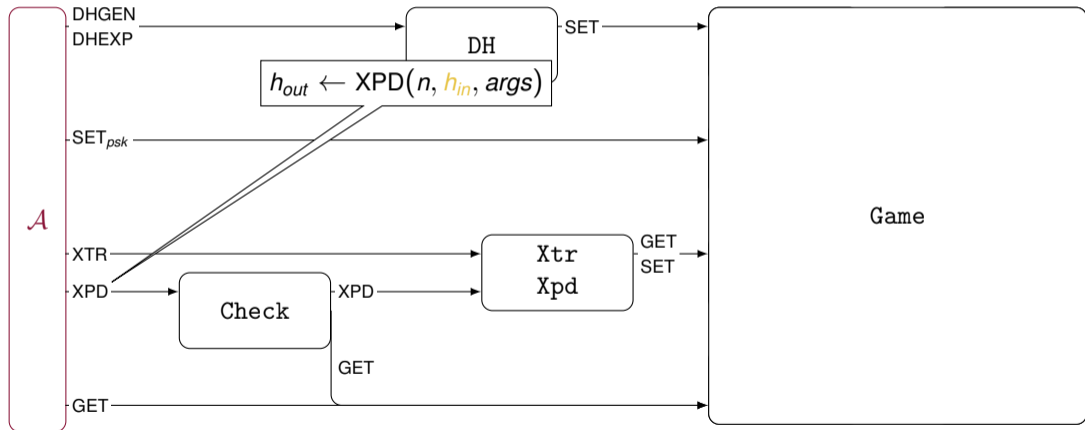 DHGEN
DHEXP
DH
SET
h_out ← XPD(n, h_in, args)
SET_psk
A
Game
XTR
Xtr
Xpd
GET
SET
XPD
Check
XPD
GET
GET